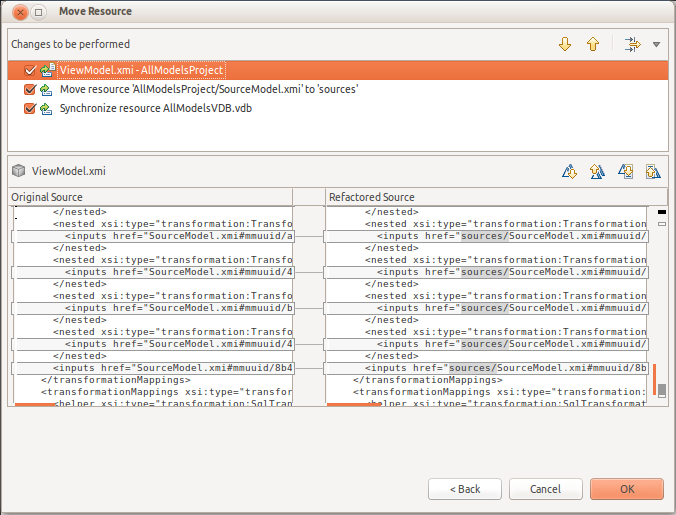 Move Resource
Changes to be performed
ViewModel.xmi - AllModelsProject
Move resource 'AllModelsProject/SourceModel.xmi' to 'sources'
Synchronize resource AllModelsVDB.vdb
ViewModel.xmi
Original Source
</nested>
<nested xsi:type="transformation:Transfo
<inputs href="SourceModel.xmi#mmuuid/a
</nested>
<nested xsi:type="transformation:Transfo
<inputs href="SourceModel.xmi#mmuuid/4
</nested>
<nested xsi:type="transformation:Transfo
<inputs href="SourceModel.xmi#mmuuid/b
</nested>
<nested xsi:type="transformation:Transfo
<inputs href="SourceModel.xmi#mmuuid/4
</nested>
<inputs href="SourceModel.xmi#mmuuid/8b4
</transformationMappings>
<transformationMappings xsi:type="transfor
<helper xsi:type="transformation:SqlTran
Refactored Source
</nested>
<nested xsi:type="transformation:Transformation
<inputs href="sources/SourceModel.xmi#mmuuid/
</nested>
<nested xsi:type="transformation:Transformation
<inputs href="sources/SourceModel.xmi#mmuuid/
</nested>
<nested xsi:type="transformation:Transformation
<inputs href="sources/SourceModel.xmi#mmuuid/
</nested>
<nested xsi:type="transformation:Transformation
<inputs href="sources/SourceModel.xmi#mmuuid/
</nested>
<inputs href="sources/SourceModel.xmi#mmuuid/8b
</transformationMappings>
<transformationMappings xsi:type="transformation:
<helper xsi:type="transformation:SqlTransformat
< Back
Cancel
OK